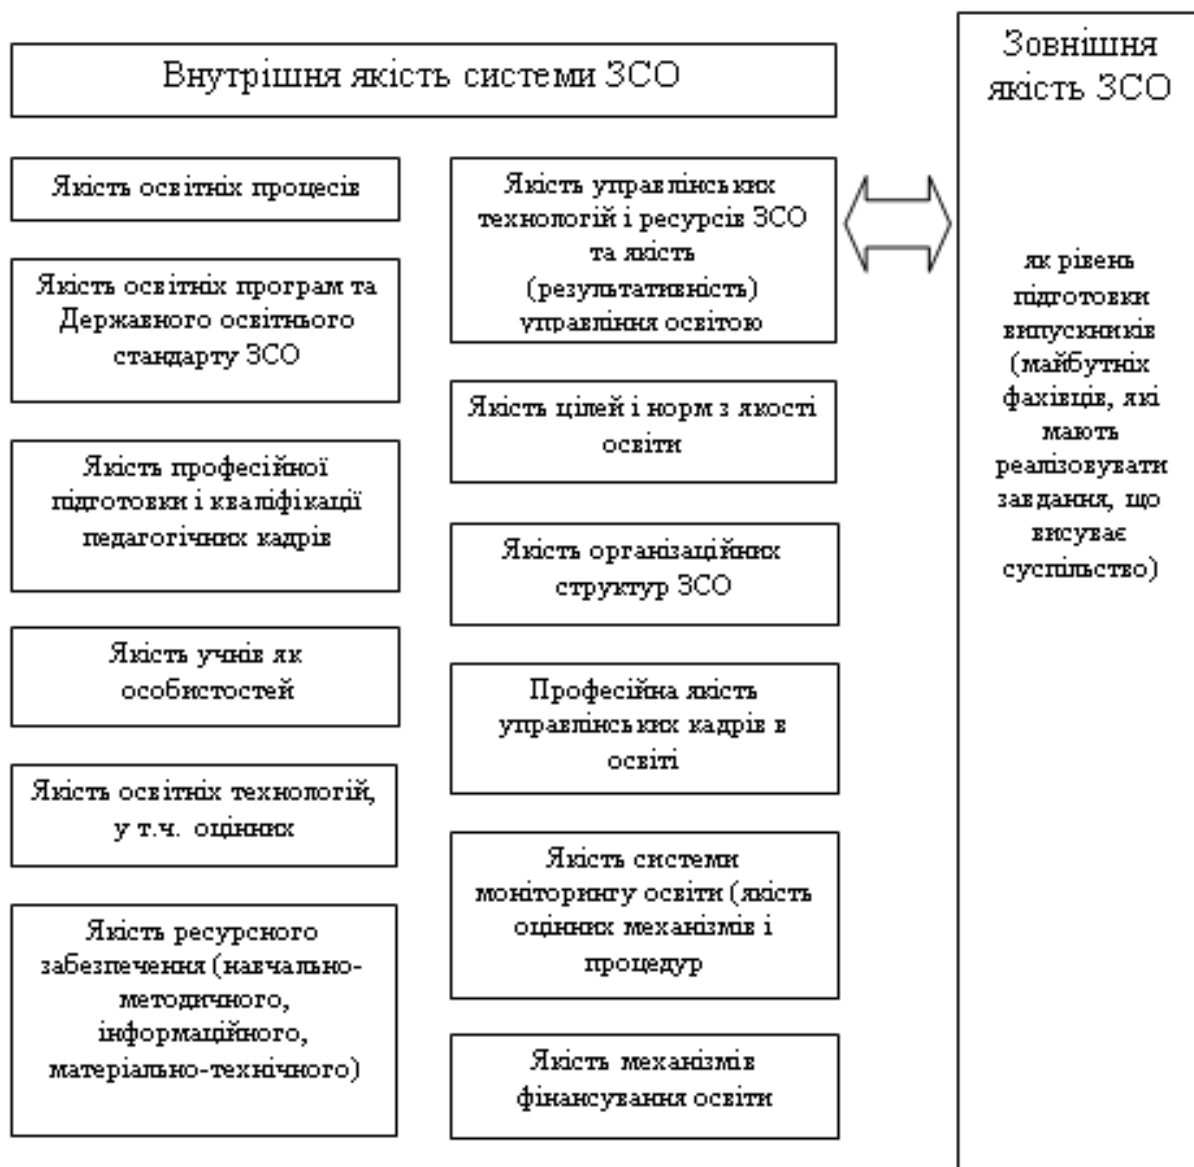 Внутрішня якість системи ЗСО
Якість освітніх процесів
Якість освітніх програм та
Державного освітнього
стандарту ЗСО
Якість професійної
підготовки і кваліфікації
педагогічних кадрів
Якість учнів як
особистостей
Якість освітніх технологій,
у т.ч. оцінних
Якість ресурсного
забезпечення (навчально-
методичного,
інформаційного,
матеріально-технічного)
Якість управлінських
технологій і ресурсів ЗСО
та якість
(результативність)
управління освітою
Якість цілей і норм з якості
освіти
Якість організаційних
структур ЗСО
Професійна якість
управлінських кадрів в
освіті
Якість системи
моніторингу освіти (якість
оцінних механізмів і
процедур
Якість механізмів
фінансування освіти
Зовнішня
якість ЗСО
як рівень
підготовки
випускників
(майбутніх
фахівців, які
мають
реалізовувати
завдання, що
висуває
суспільство)